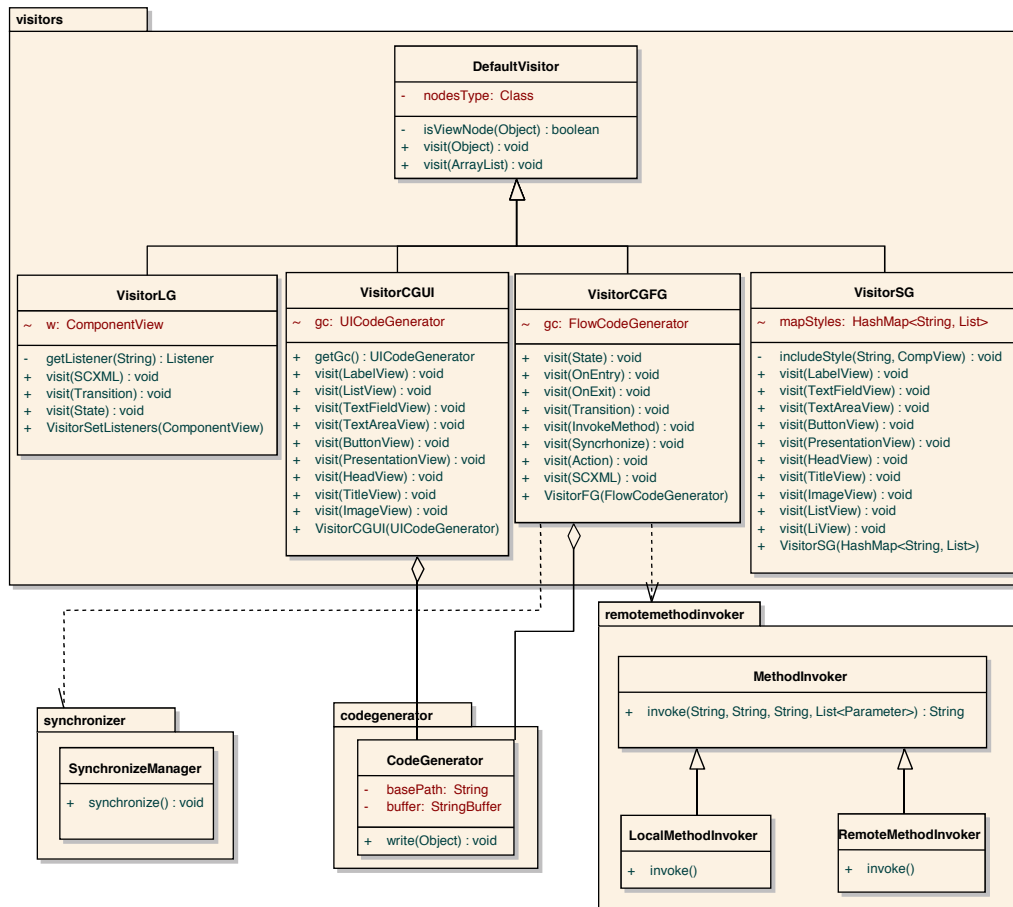 visitors
DefaultVisitor
- nodesType: Class
- isViewNode(Object) : boolean
+ visit(Object) : void
+ visit(ArrayList) : void
VisitorLG
~ w: ComponentView
- getListener(String) : Listener
+ visit(SCXML) : void
+ visit(Transition) : void
+ visit(State) : void
+ VisitorSetListeners(ComponentView)
VisitorCGUI
~ gc: UICodeGenerator
+ getGc() : UICodeGenerator
+ visit(LabelView) : void
+ visit(ListView) : void
+ visit(TextFieldView) : void
+ visit(TextAreaView) : void
+ visit(ButtonView) : void
+ visit(PresentationView) : void
+ visit(HeadView) : void
+ visit(TitleView) : void
+ visit(ImageView) : void
+ VisitorCGUI(UICodeGenerator)
VisitorCGFG
~ gc: FlowCodeGenerator
+ visit(State) : void
+ visit(OnEntry) : void
+ visit(OnExit) : void
+ visit(Transition) : void
+ visit(InvokeMethod) : void
+ visit(Syncrhonize) : void
+ visit(Action) : void
+ visit(SCXML) : void
+ VisitorFG(FlowCodeGenerator)
VisitorSG
~ mapStyles: HashMap<String, List>
- includeStyle(String, CompView) : void
+ visit(LabelView) : void
+ visit(TextFieldView) : void
+ visit(TextAreaView) : void
+ visit(ButtonView) : void
+ visit(PresentationView) : void
+ visit(HeadView) : void
+ visit(TitleView) : void
+ visit(ImageView) : void
+ visit(ListView) : void
+ visit(LiView) : void
+ VisitorSG(HashMap<String, List>)
synchronizer
SynchronizeManager
+ synchronize() : void
codegenerator
CodeGenerator
- basePath: String
- buffer: StringBuffer
+ write(Object) : void
remotemethodinvoker
MethodInvoker
+ invoke(String, String, String, List<Parameter>) : String
LocalMethodInvoker
+ invoke()
RemoteMethodInvoker
+ invoke()